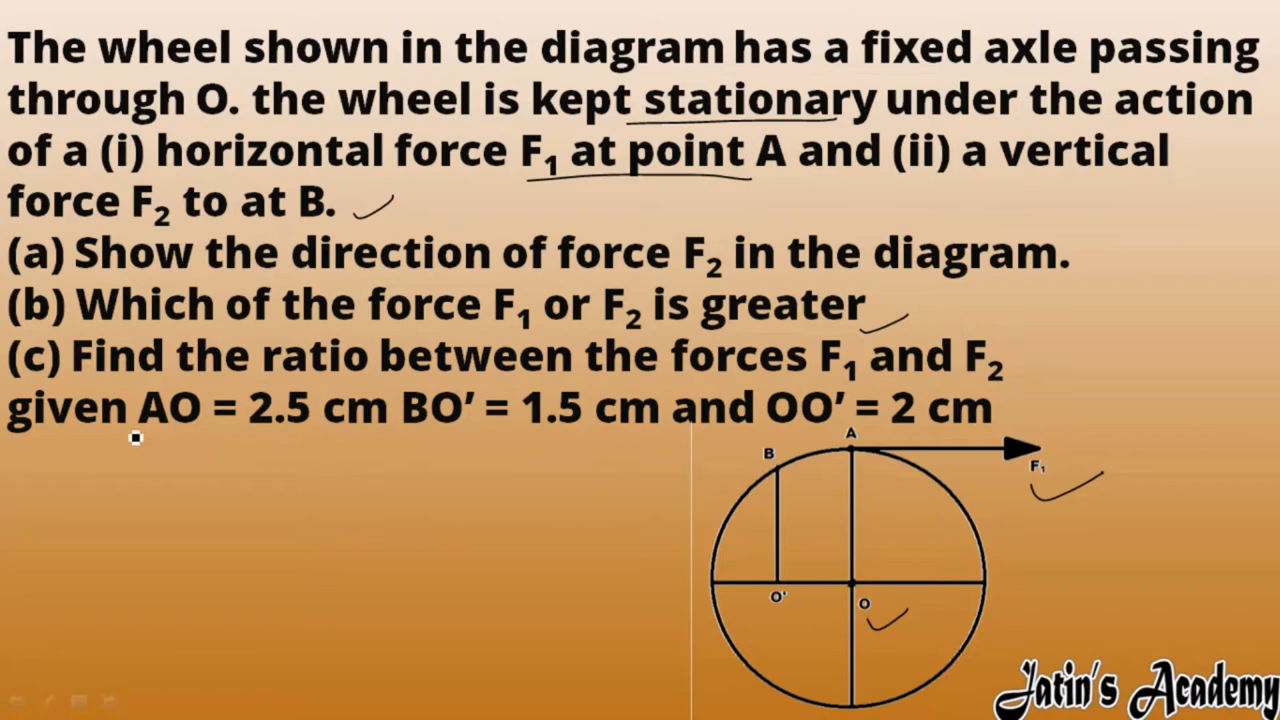 The wheel shown in the diagram has a fixed axle passing
through O. the wheel is kept stationary under the action
of a (i) horizontal force F₁ at point A and (ii) a vertical
force F₂ to at B.
(a) Show the direction of force F₂ in the diagram.
(b) Which of the force F₁ or F₂ is greater
(c) Find the ratio between the forces F₁ and F₂
given AO = 2.5 cm BO’ = 1.5 cm and OO’ = 2 cm
A
B
F₁
O'
O
Jatin's Academy